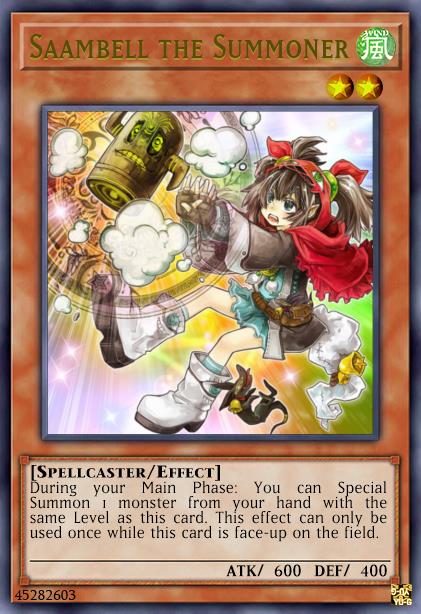 Saambell the Summoner
WIND
風
[Spellcaster/Effect]
During your Main Phase: You can Special
Summon 1 monster from your hand with the
same Level as this card. This effect can only be
used once while this card is face-up on the field.
ATK/ 600 DEF/ 400
45282603